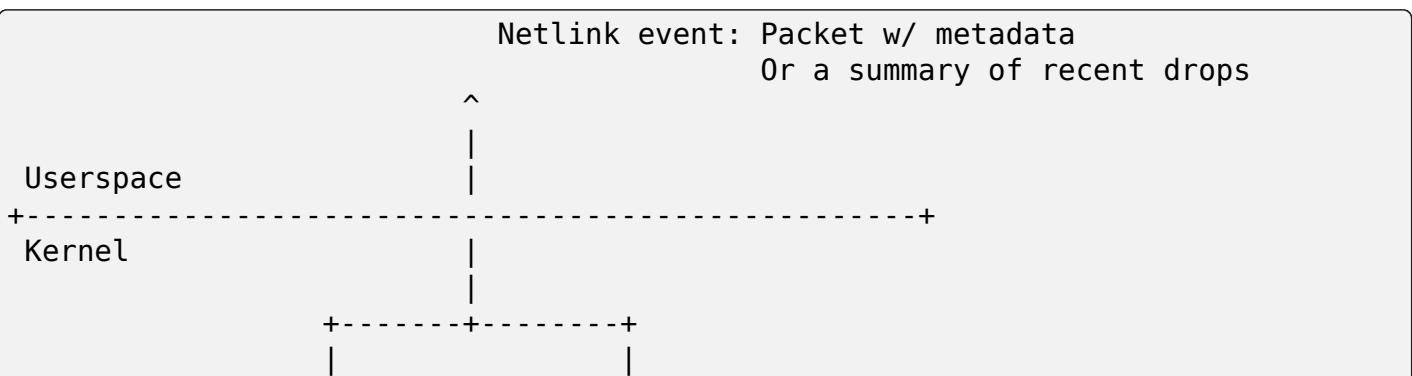 Netlink event: Packet w/ metadata
Or a summary of recent drops
^
|
Userspace |
+---------------------------------------------------+
Kernel |
|
+-------+--------+
| |